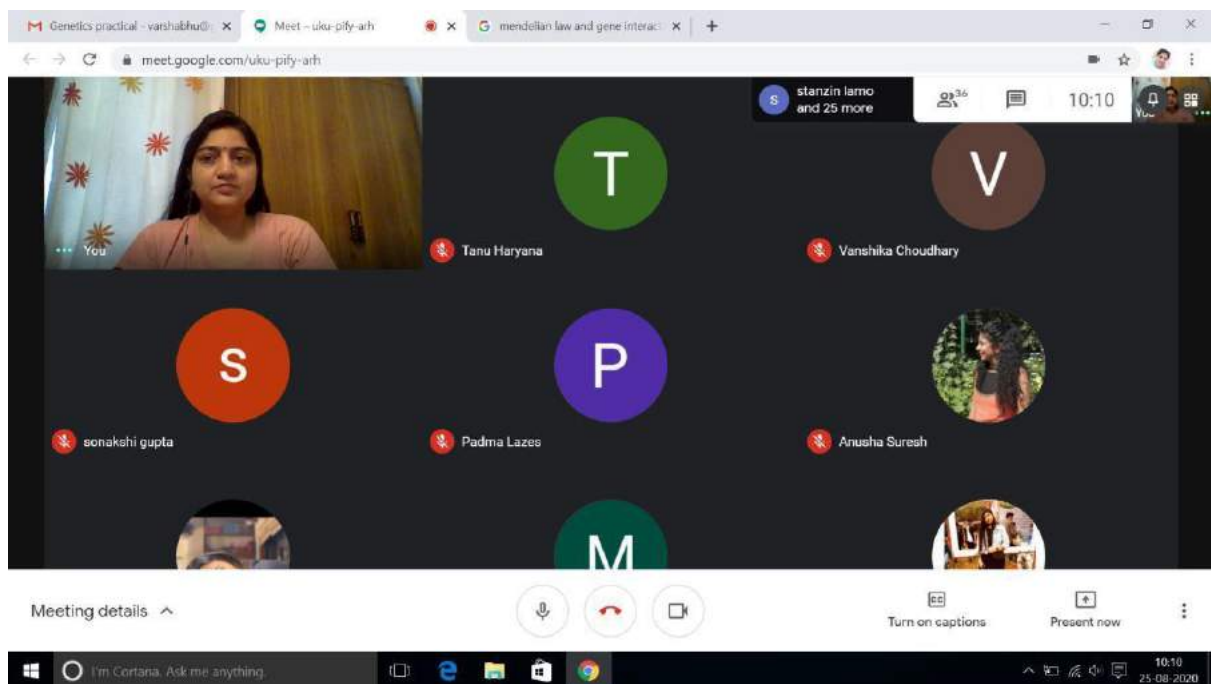 Genetics practical - varshabhu@
Meet – uku-pify-arh
mendelian law and gene interact
meet.google.com/uku-pify-arh
S
stanzin lamo
and 25 more
36
10:10
You
You
T
Tanu Haryana
V
Vanshika Choudhary
S
sonakshi gupta
P
Padma Lazes
Anusha Suresh
M
Meeting details
CC
Turn on captions
Present now
I'm Cortana. Ask me anything.
10:10
25-08-2020